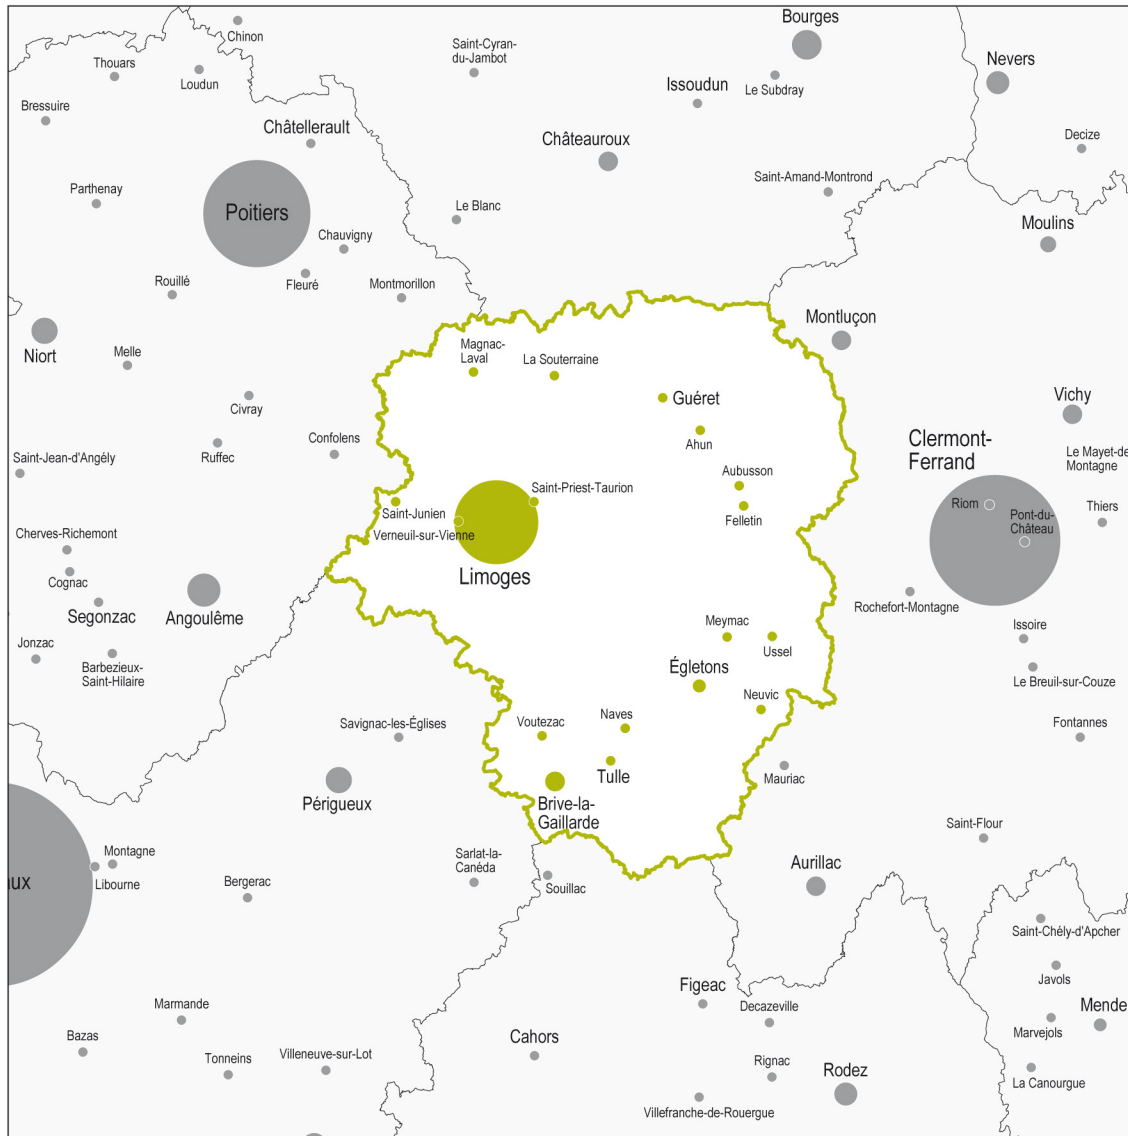 Chinon
Bourges
Saint-Cyran-
du-Jambot
Thouars
Loudun
Issoudun
Le Subdray
Nevers
Bressuire
Châtellerault
Châteauroux
Decize
Parthenay
Saint-Amand-Montrond
Poitiers
Le Blanc
Moulins
Chauvigny
Rouillé
Fleuré
Montmorillon
Niort
Melle
Magnac-
Laval
La Souterraine
Montluçon
Civray
Guéret
Vichy
Confolens
Ruffec
Ahun
Clermont-
Ferrand
Saint-Jean-d'Angély
Le Mayet-de-
Montagne
Aubusson
Saint-Priest-Taurion
Saint-Junien
Felletin
Riom
Thiers
Pont-du-
Château
Cherves-Richemont
Verneuil-sur-Vienne
Cognac
Limoges
Segonzac
Angoulême
Rochefort-Montagne
Jonzac
Barbezieux-
Saint-Hilaire
Meymac
Ussel
Issoire
Égletons
Le Breuil-sur-Couze
Neuvic
Savignac-les-Églises
Voutezac
Naves
Fontannes
Périgueux
Tulle
Mauriac
Brive-la-
Gaillarde
Saint-Flour
Montagne
Libourne
aux
Bergerac
Sarlat-la-
Canéda
Souillac
Aurillac
Saint-Chély-d'Apcher
Javols
Figeac
Marmande
Decazeville
Mende
Marvejols
Bazas
Tonneins
Villeneuve-sur-Lot
Cahors
Rignac
Rodez
La Canourgue
Villefranche-de-Rouergue